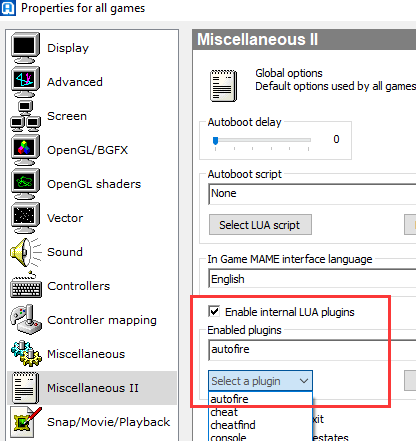 Properties for all games
Display
Advanced
Screen
OpenGL/BGFX
OpenGL shaders
Vector
Sound
Controllers
Controller mapping
Miscellaneous
Miscellaneous II
Snap/Movie/Playback
Miscellaneous II
Global options
Default options used by all games
Autoboot delay
0
Autoboot script
None
Select LUA script
In Game MAME interface language
English
Enable internal LUA plugins
Enabled plugins
autofire
Select a plugin
autofire
cheat
cheatfind
console